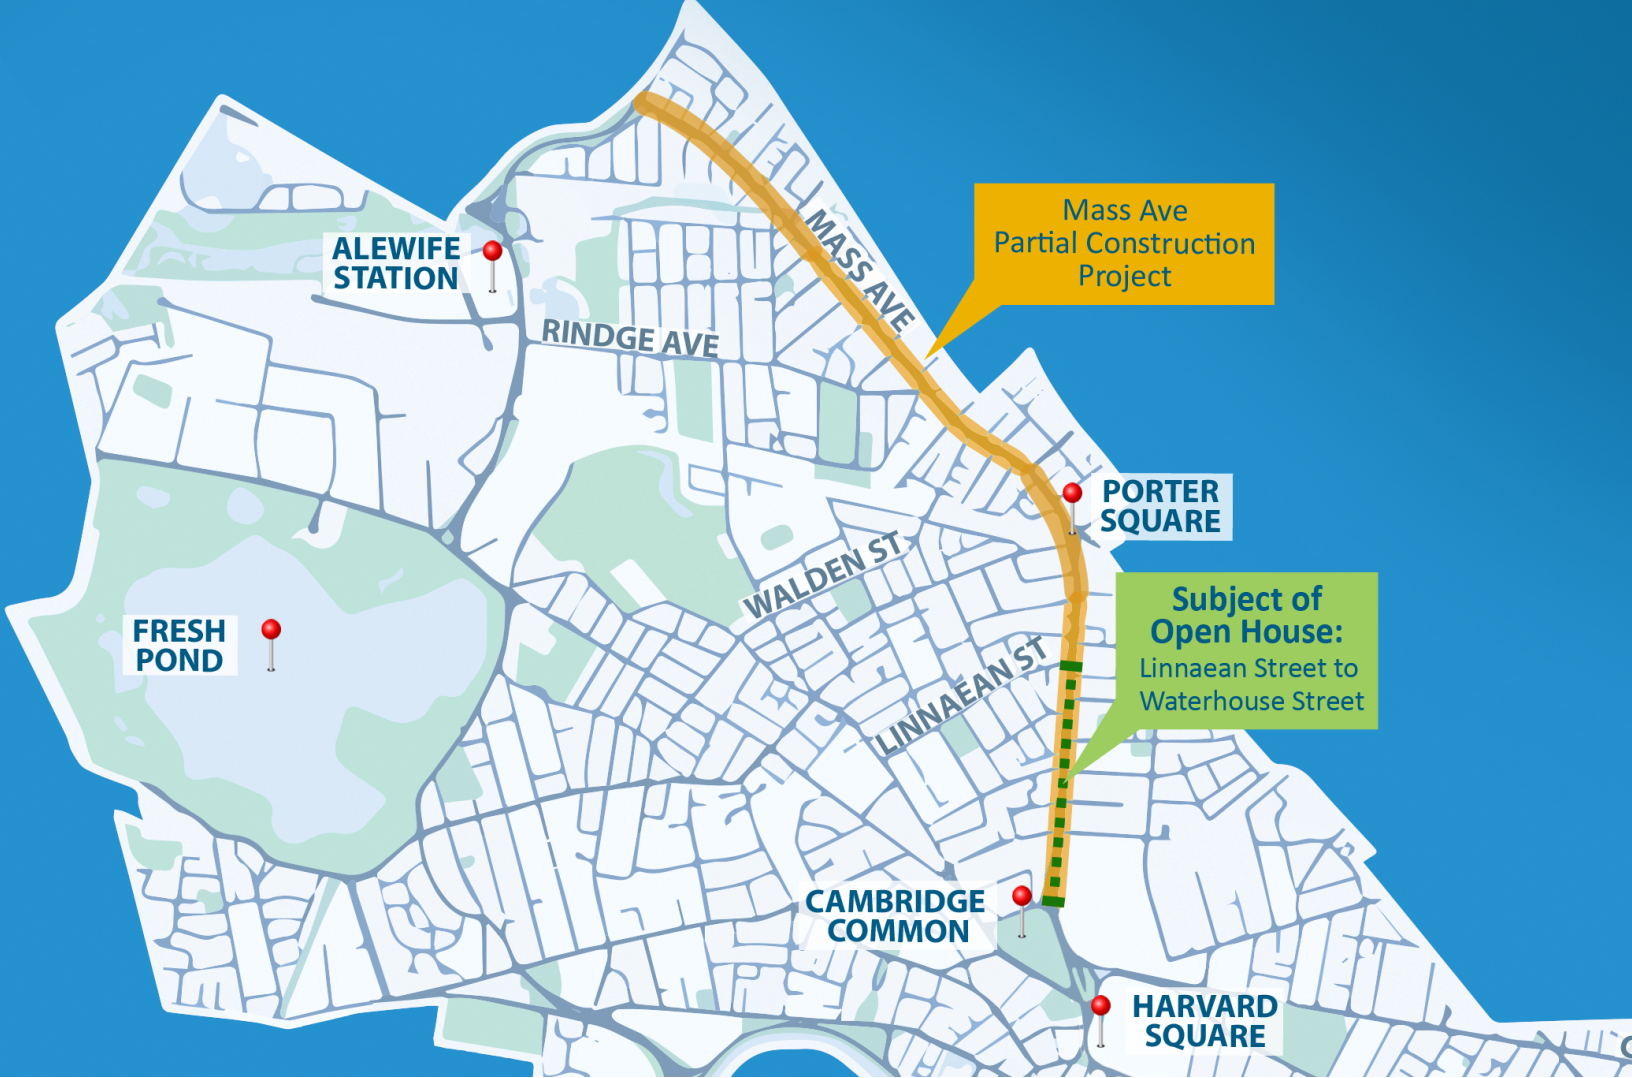 MASS AVE
Mass Ave
Partial Construction
Project
ALEWIFE
STATION
RINDGE AVE
PORTER
SQUARE
WALDEN ST
Subject of
Open House:
Linnaean Street to
Waterhouse Street
FRESH
POND
LINNAEAN ST
CAMBRIDGE
COMMON
HARVARD
SQUARE